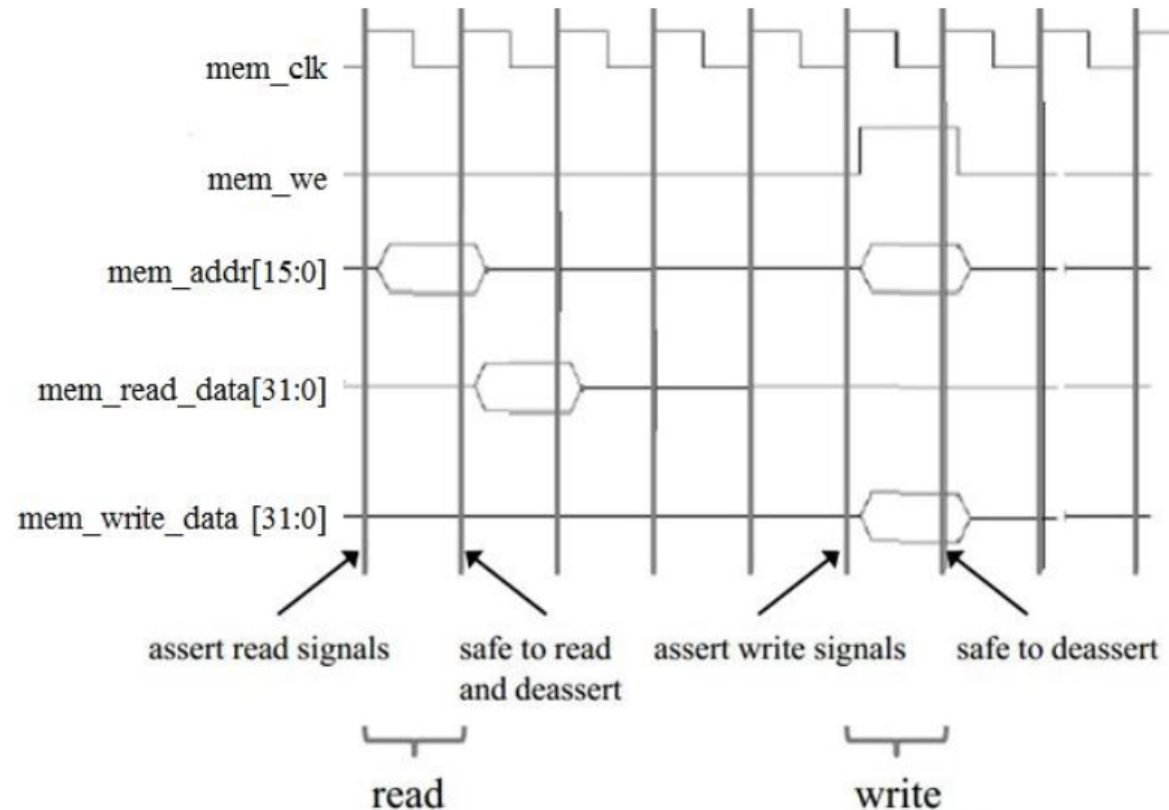 mem_clk
mem_we
mem_addr[15:0]
mem_read_data[31:0]
mem_write_data [31:0]
assert read signals
safe to read
and deassert
assert write signals
safe to deassert
read
write